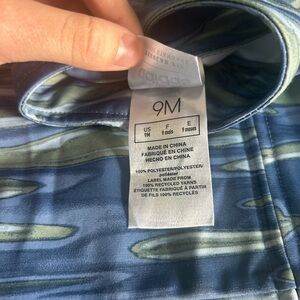 9M
US F E
9M 9 mois 9 meses
MADE IN CHINA
FABRIQUÉ EN CHINE
HECHO EN CHINA
100% POLYESTER/POLYESTER/
poliéster
LABEL MADE FROM
100% RECYCLED YARNS
ÉTIQUETTE FABRIQUÉE À PARTIR
DE FILS 100% RECYCLÉS